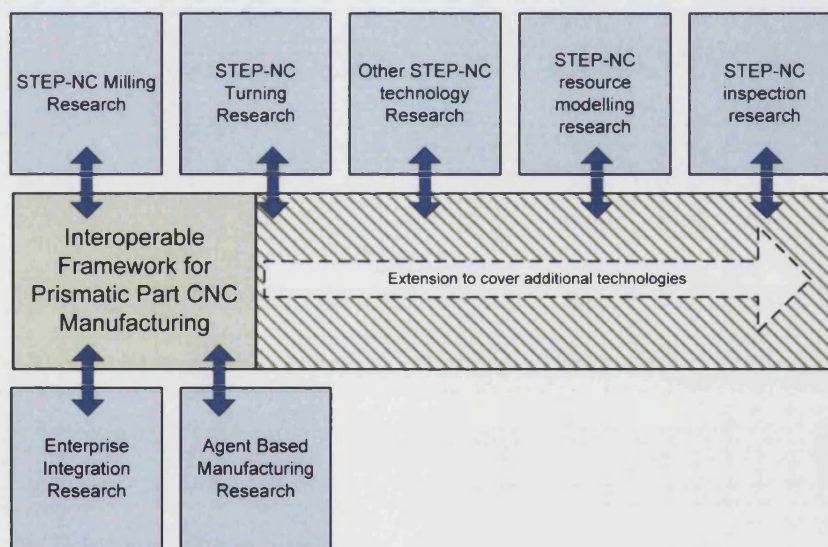 STEP-NC Milling
Research
STEP-NC
Turning
Research
Other STEP-NC
technology
Research
STEP-NC
resource
modelling
research
STEP-NC
inspection
research
Interoperable
Framework for
Prismatic Part CNC
Manufacturing
Extension to cover additional technologies
Enterprise
Integration
Research
Agent Based
Manufacturing
Research